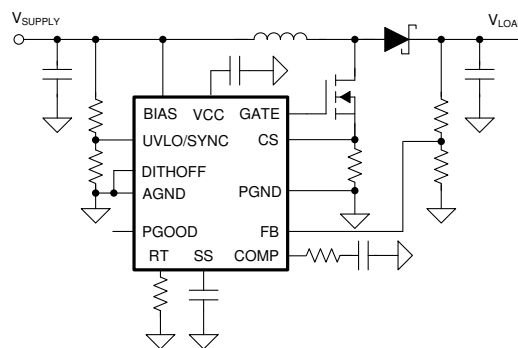 VSUPPLY
VLOA
BIAS VCC GATE
UVLO/SYNC CS
DITHOFF
AGND PGND
PGOOD FB
RT SS COMP